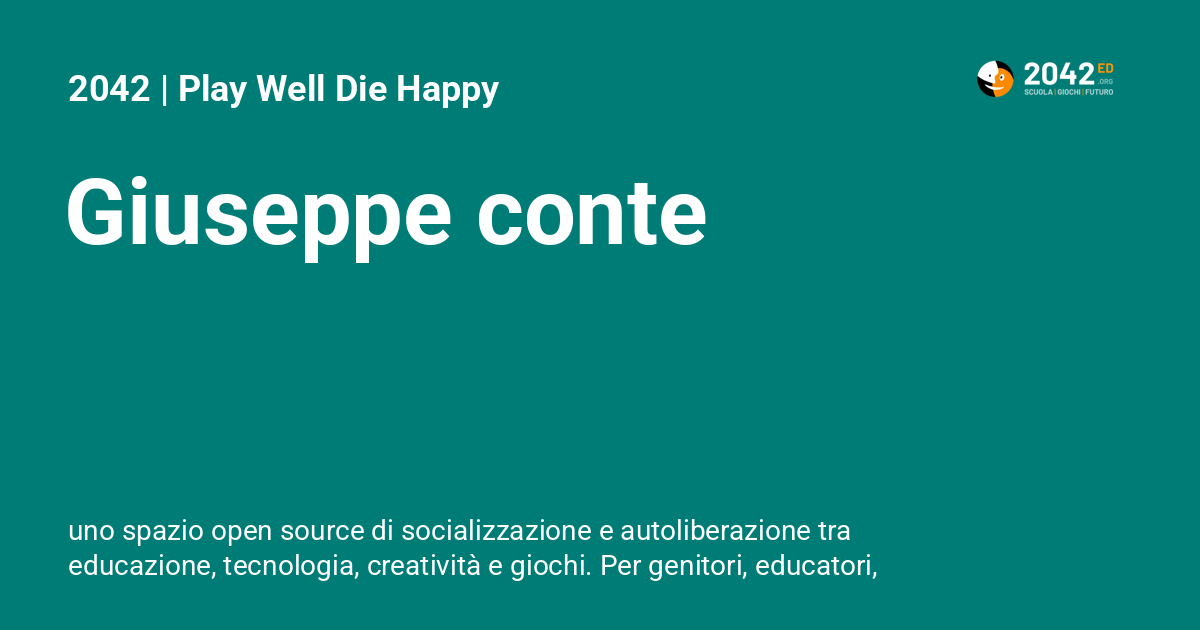 2042 | Play Well Die Happy
2042 ED
.ORG
SCUOLA | GIOCHI | FUTURO
Giuseppe conte
uno spazio open source di socializzazione e autoliberazione tra
educazione, tecnologia, creatività e giochi. Per genitori, educatori,